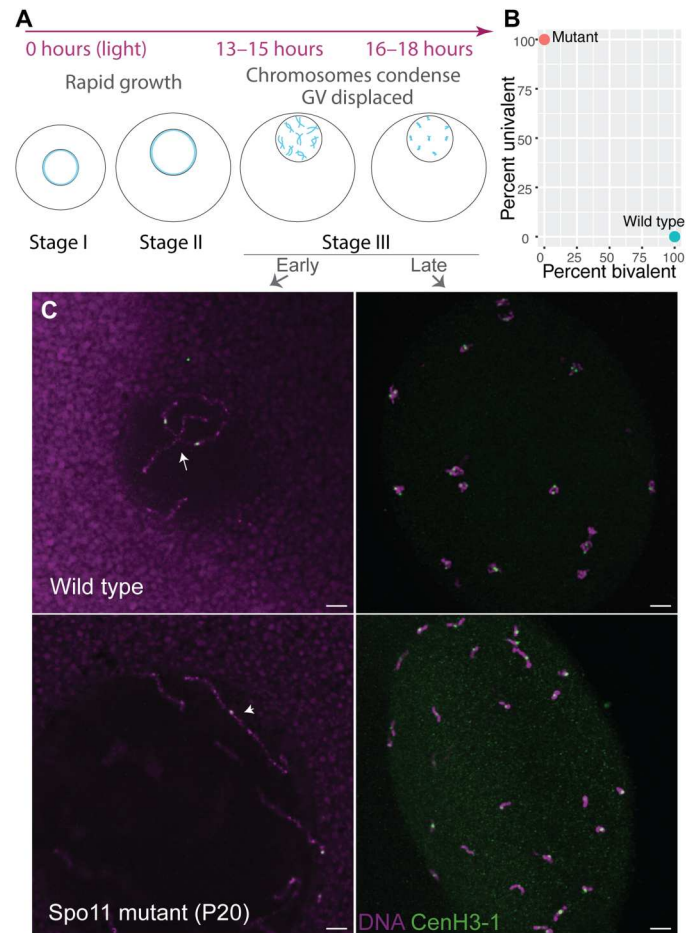 A
0 hours (light) 13–15 hours 16–18 hours
Rapid growth
Chromosomes condense
GV displaced
Stage I Stage II Stage III
Early Late
B
Percent univalent
100
75
50
25
0
Mutant
Wild type
0 25 50 75 100
Percent bivalent
C
Wild type
Spo11 mutant (P20)
DNA CenH3-1